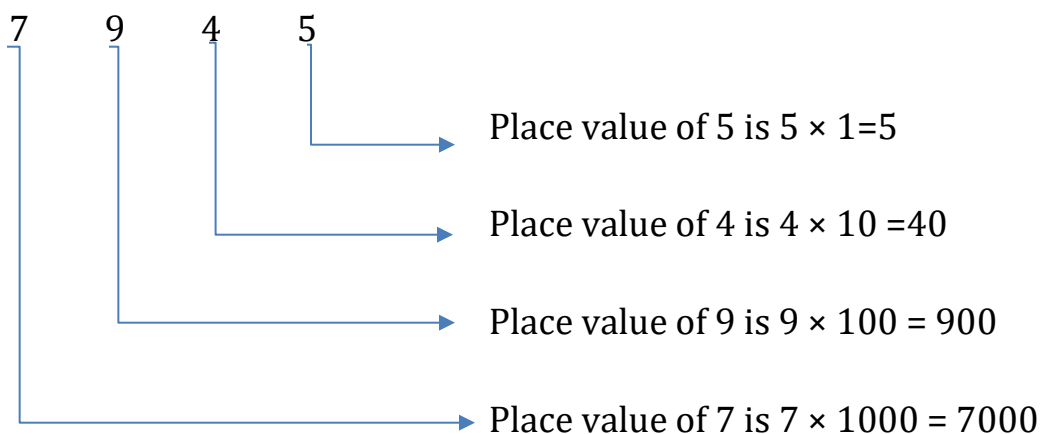 7 9 4 5
Place value of 5 is 5 × 1=5
Place value of 4 is 4 × 10 =40
Place value of 9 is 9 × 100 = 900
Place value of 7 is 7 × 1000 = 7000